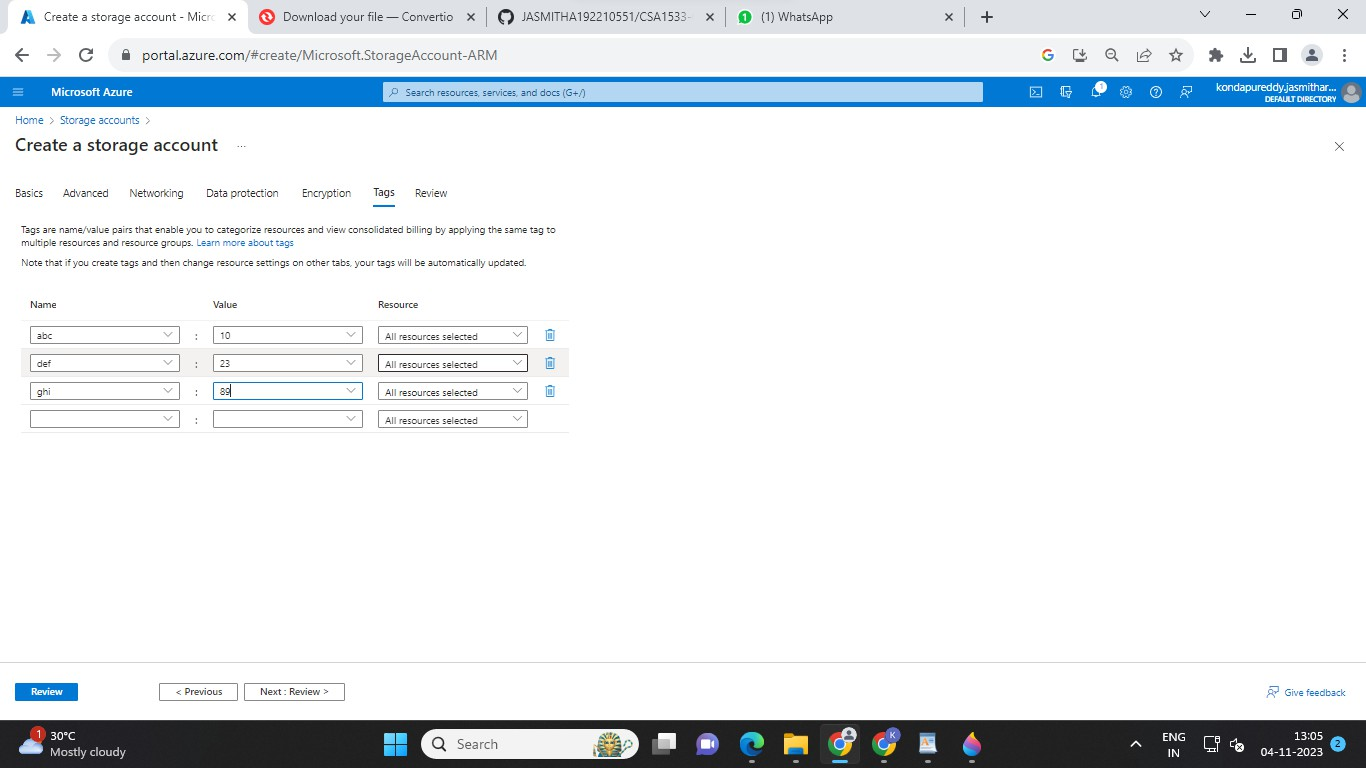 Create a storage account - Micr
Download your file — Convertio
JASMITHA192210551/CSA1533-
(1) WhatsApp
portal.azure.com/#create/Microsoft.StorageAccount-ARM
Microsoft Azure
Search resources, services, and docs (G+/)
1
kondapureddy.jasmithar...
DEFAULT DIRECTORY
Home > Storage accounts >
Create a storage account ...
Basics Advanced Networking Data protection Encryption Tags Review
Tags are name/value pairs that enable you to categorize resources and view consolidated billing by applying the same tag to
multiple resources and resource groups. Learn more about tags
Note that if you create tags and then change resource settings on other tabs, your tags will be automatically updated.
Name Value Resource
abc : 10 All resources selected
def : 23 All resources selected
ghi : 89 All resources selected
: All resources selected
Review < Previous Next : Review > Give feedback
1
30°C
Mostly cloudy
Search
K
ENG
IN
13:05
04-11-2023
2